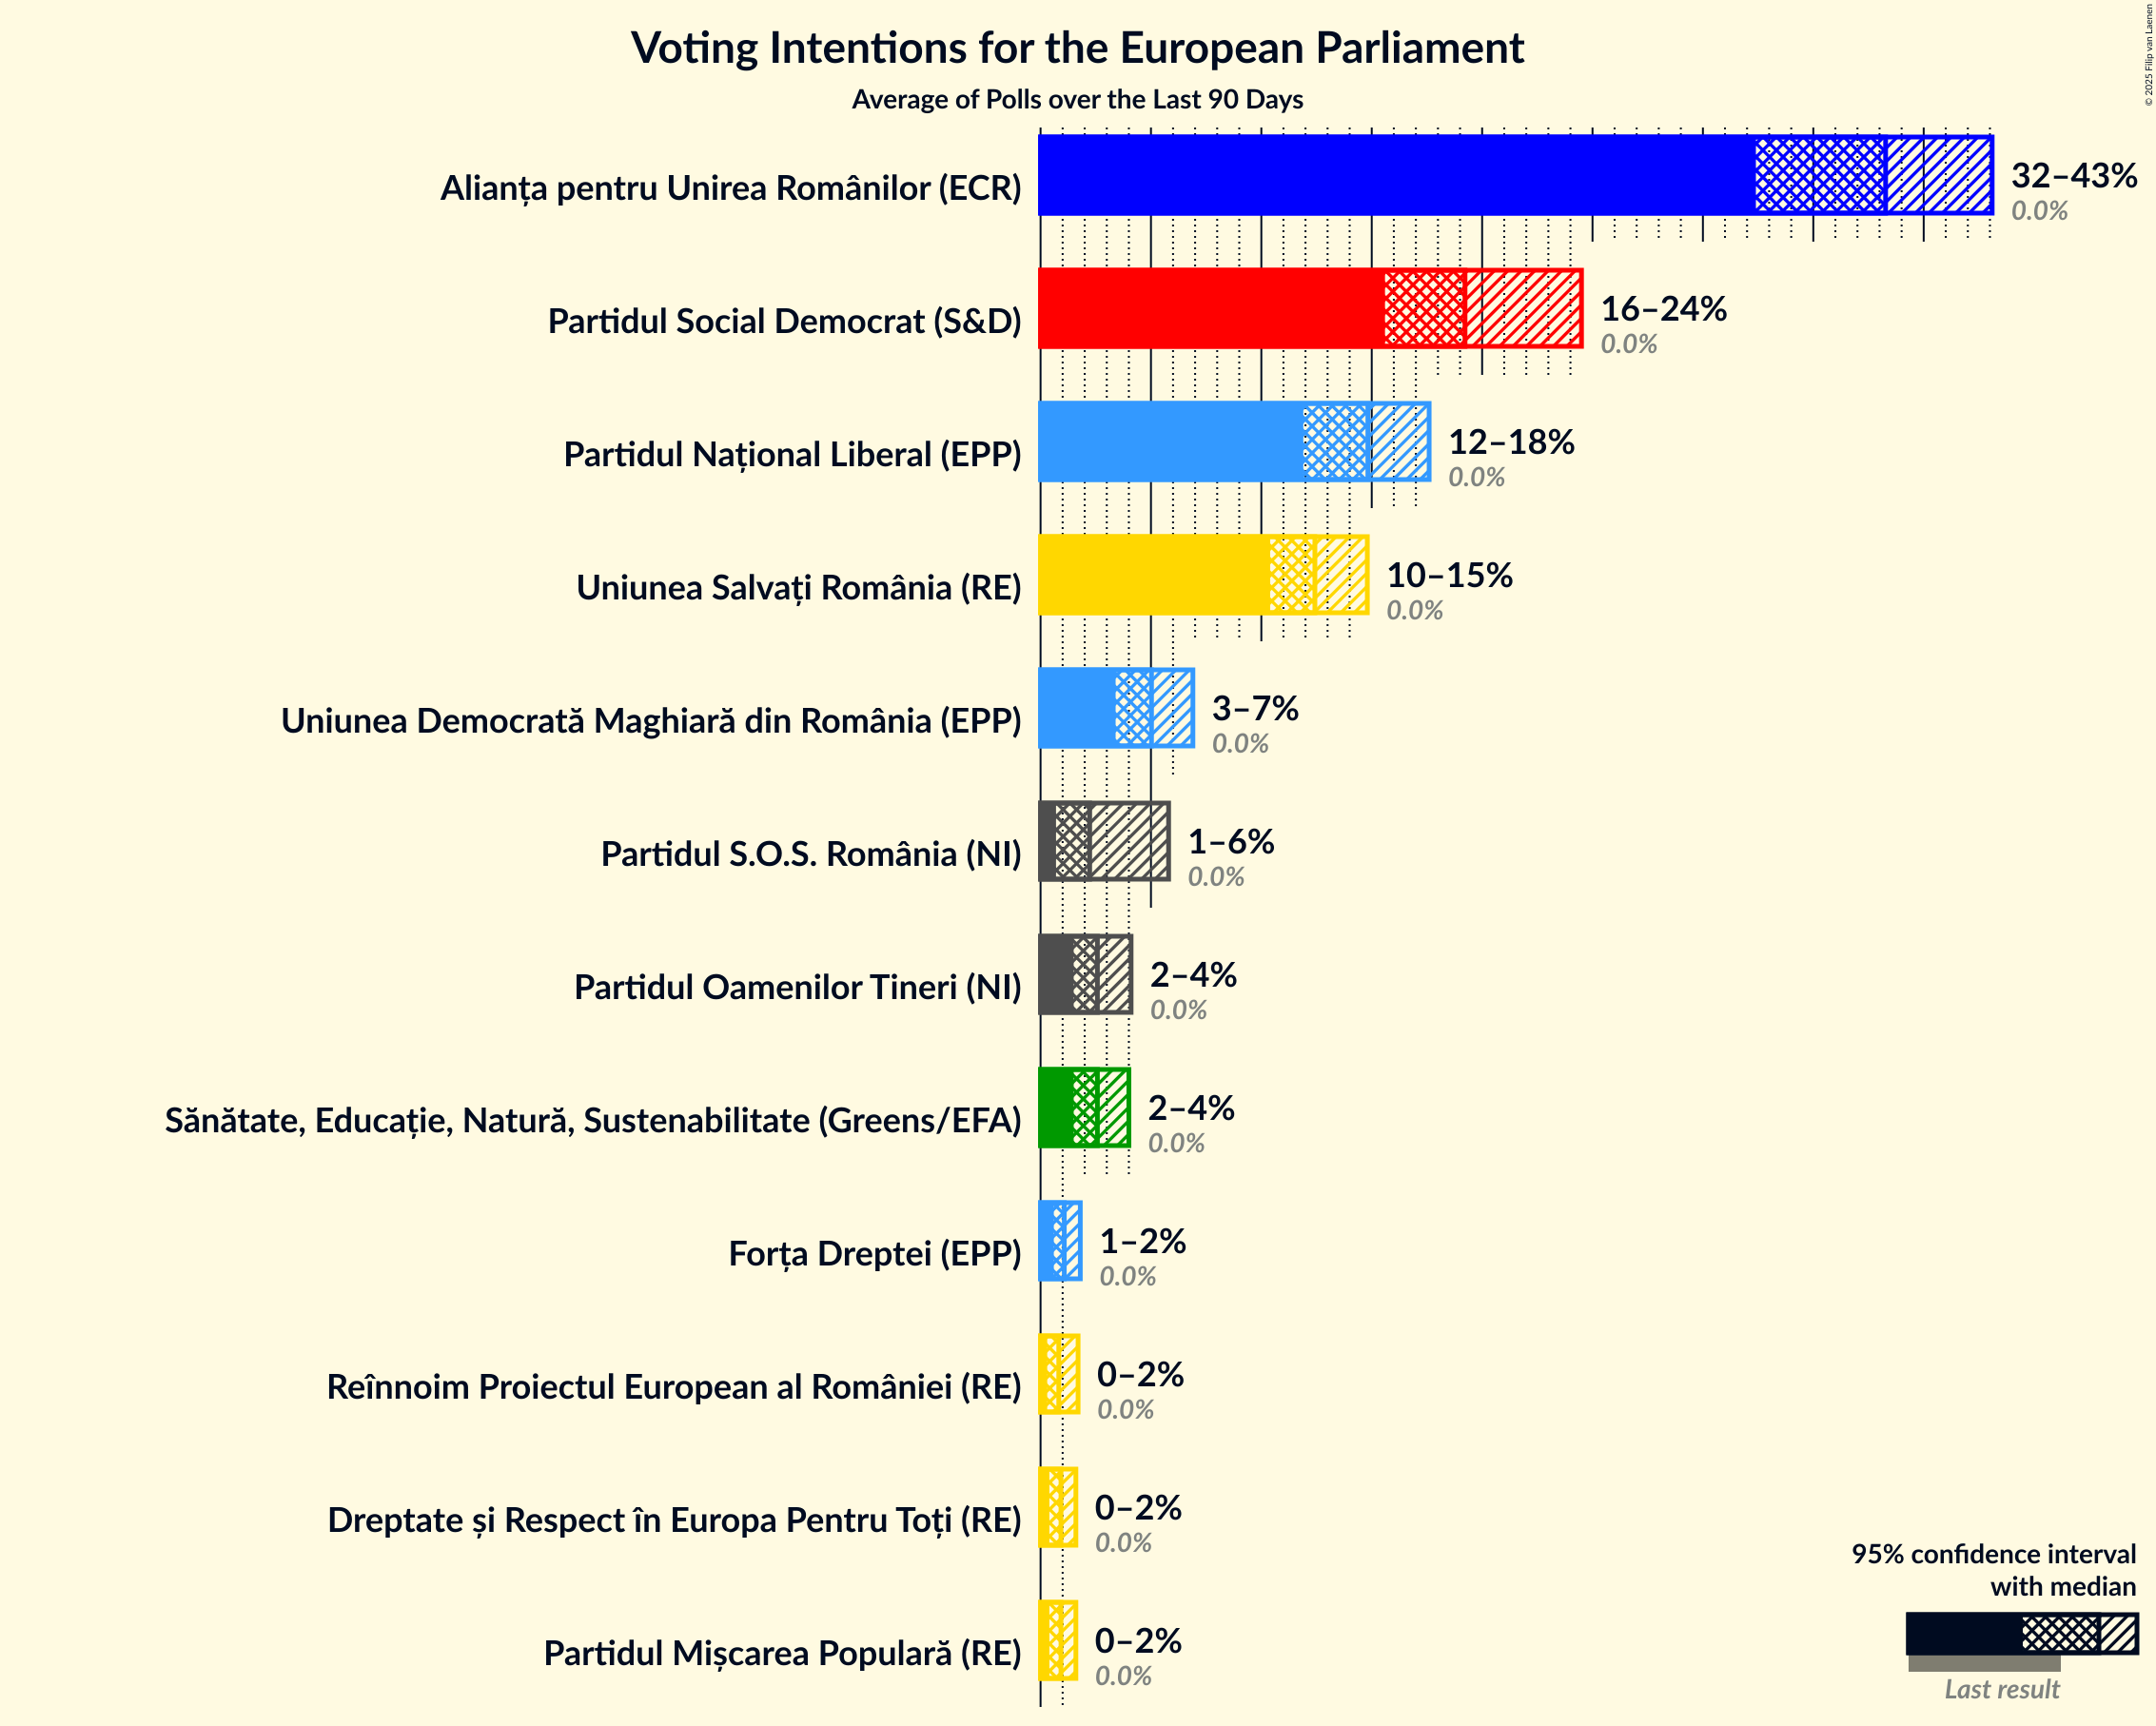 © 2025 Filip van Laenen
Voting Intentions for the European Parliament
Average of Polls over the Last 90 Days
Alianța pentru Unirea Românilor (ECR)
32–43%
0.0%
Partidul Social Democrat (S&D)
16–24%
0.0%
Partidul Național Liberal (EPP)
12–18%
0.0%
Uniunea Salvați România (RE)
10–15%
0.0%
Uniunea Democrată Maghiară din România (EPP)
3–7%
0.0%
Partidul S.O.S. România (NI)
1–6%
0.0%
Partidul Oamenilor Tineri (NI)
2–4%
0.0%
Sănătate, Educație, Natură, Sustenabilitate (Greens/EFA)
2–4%
0.0%
Forța Dreptei (EPP)
1–2%
0.0%
Reînnoim Proiectul European al României (RE)
0–2%
0.0%
Dreptate și Respect în Europa Pentru Toți (RE)
0–2%
0.0%
Partidul Mișcarea Populară (RE)
0–2%
0.0%
95% confidence interval
with median
Last result